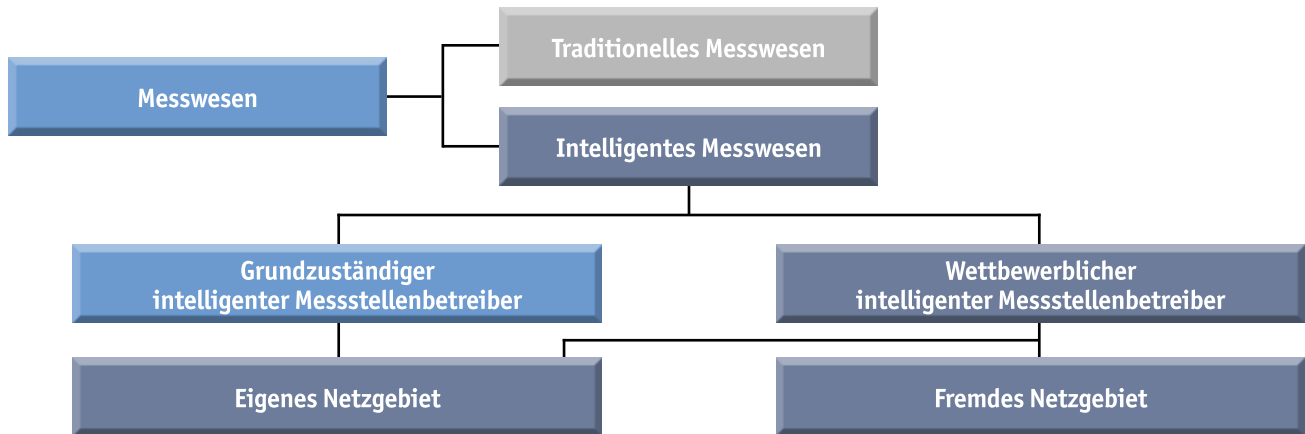 Traditionelles Messwesen
Messwesen
Intelligentes Messwesen
Grundzuständiger
intelligenter Messstellenbetreiber
Wettbewerblicher
intelligenter Messstellenbetreiber
Eigenes Netzgebiet
Fremdes Netzgebiet